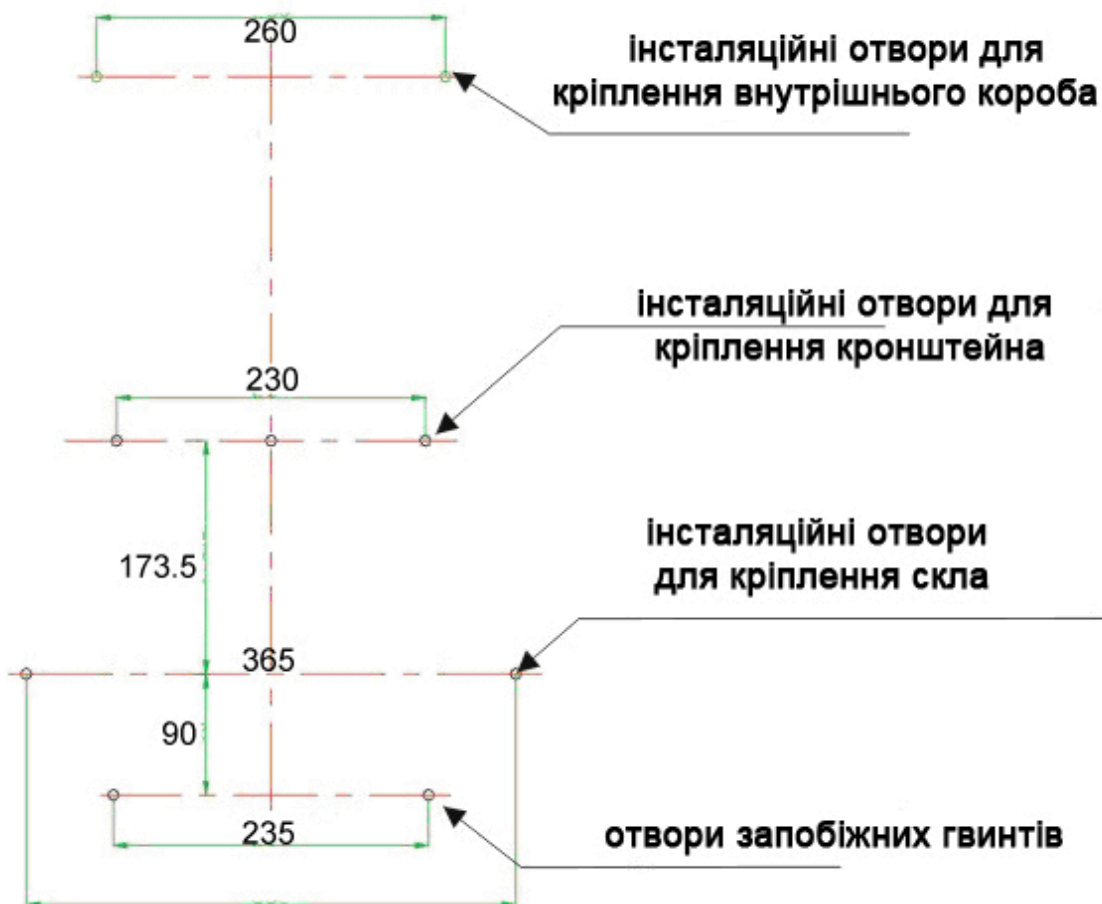 260
інсталяційні отвори для
кріплення внутрішнього короба
інсталяційні отвори для
кріплення кронштейна
230
173.5
інсталяційні отвори
для кріплення скла
365
90
235
отвори запобіжних гвинтів